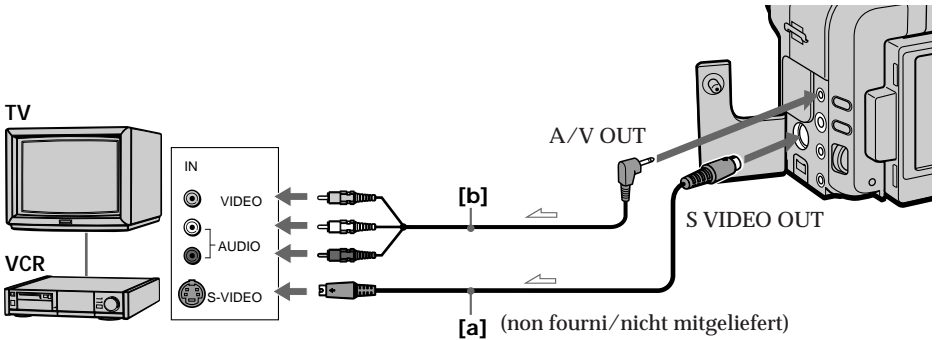 TV
VCR
IN
VIDEO
AUDIO
S-VIDEO
[b]
A/V OUT
S VIDEO OUT
[a] (non fourni/nicht mitgeliefert)